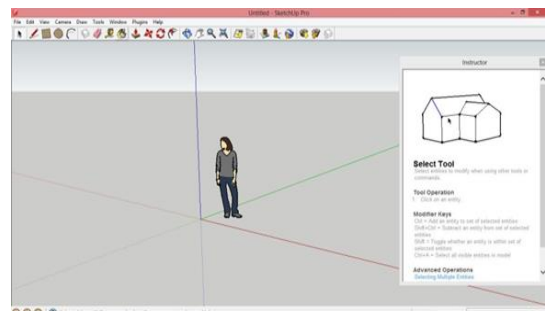 Untitled - SketchUp Pro
File Edit View Camera Draw Tools Window Plugins Help
Instructor
Select Tool
Select entities to modify when using other tools or
commands.
Tool Operation
1. Click on an entity.
Modifier Keys
Ctrl = Add an entity to set of selected entities
Shift+Ctrl = Subtract an entity from set of selected
entities
Shift = Toggle whether an entity is within set of
selected entities
Ctrl+A = Select all visible entities in model
Advanced Operations
Selecting Multiple Entities